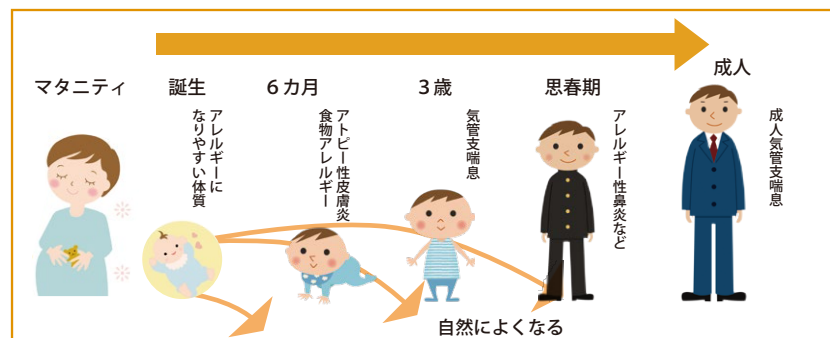 マタニティ
誕生
6カ月
3歳
思春期
成人
アレルギーに
なりやすい体質
アトピー性皮膚炎
食物アレルギー
気管支喘息
アレルギー性鼻炎など
成人気管支喘息
自然によくなる